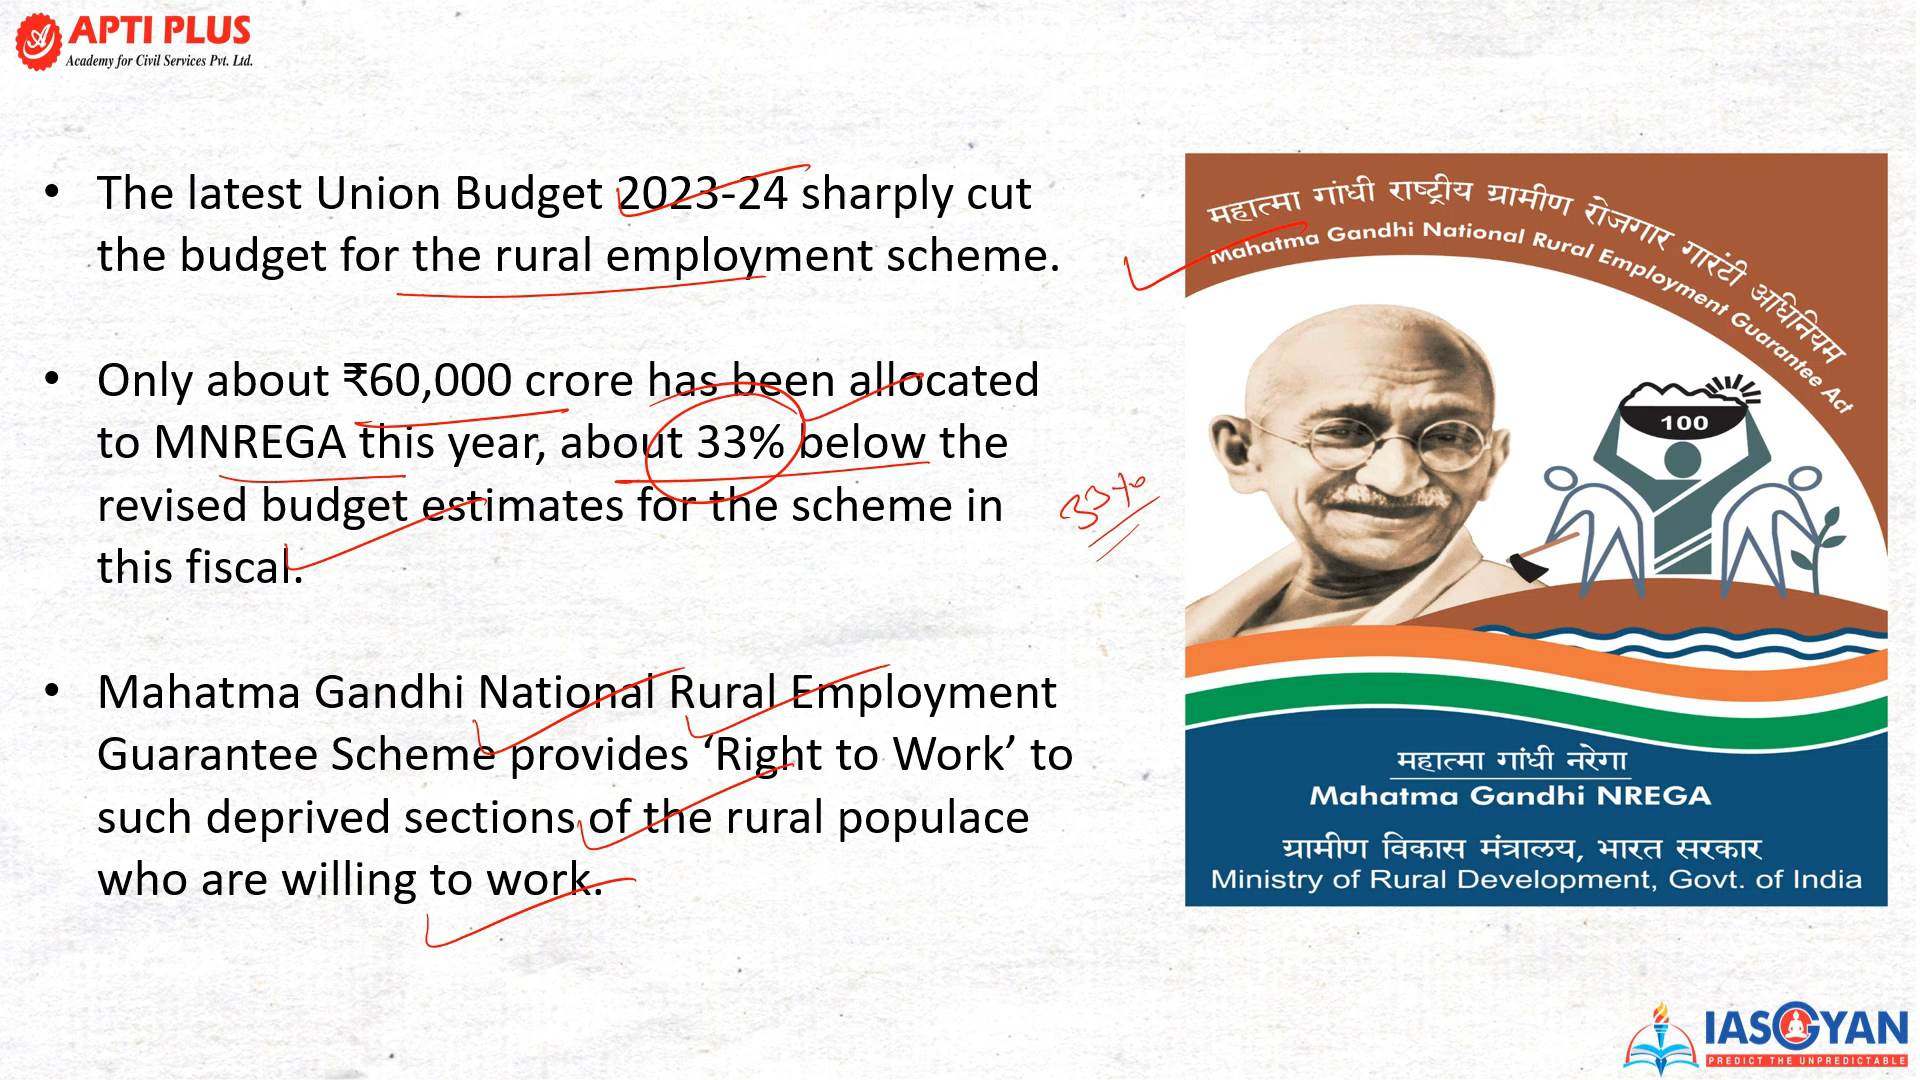 APTI PLUS
Academy for Civil Services Pvt. Ltd.
• The latest Union Budget 2023-24 sharply cut
the budget for the rural employment scheme.
• Only about ₹60,000 crore has been allocated
to MNREGA this year, about 33% below the
revised budget estimates for the scheme in
this fiscal.
33%
• Mahatma Gandhi National Rural Employment
Guarantee Scheme provides ‘Right to Work’ to
such deprived sections of the rural populace
who are willing to work.
महात्मा गांधी राष्ट्रीय ग्रामीण रोजगार गारंटी अधिनियम
Mahatma Gandhi National Rural Employment Guarantee Act
100
महात्मा गांधी नरेगा
Mahatma Gandhi NREGA
ग्रामीण विकास मंत्रालय, भारत सरकार
Ministry of Rural Development, Govt. of India
IASGYAN
PREDICT THE UNPREDICTABLE